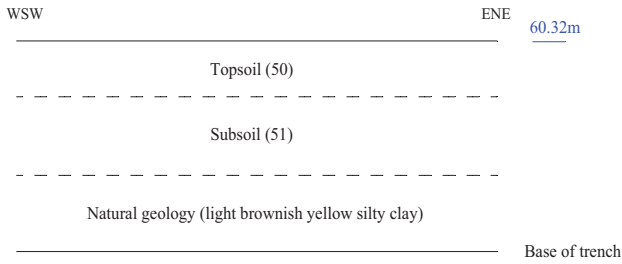 WSW
ENE
60.32m
Topsoil (50)
Subsoil (51)
Natural geology (light brownish yellow silty clay)
Base of trench